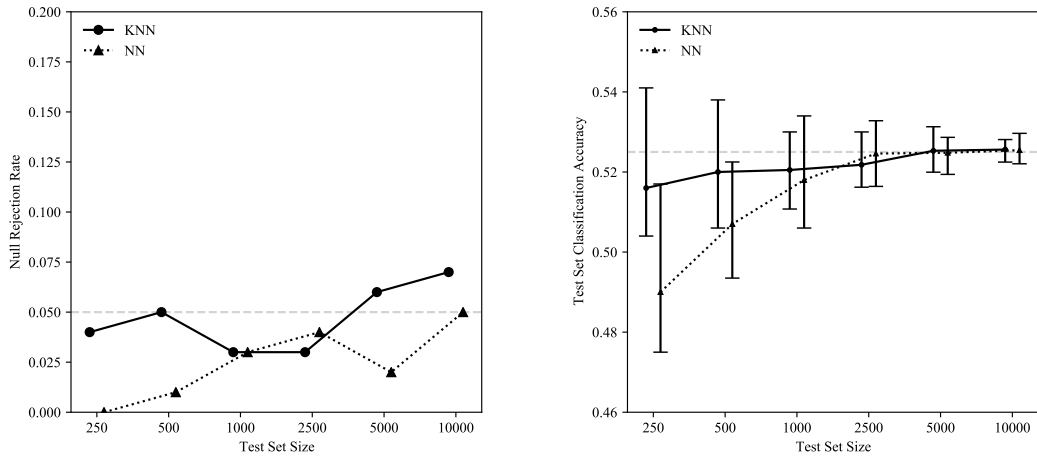 0.200
0.175
0.150
0.125
0.100
0.075
0.050
0.025
0.000
Null Rejection Rate
KNN
NN
250 500 1000 2500 5000 10000
Test Set Size
0.56
0.54
0.52
0.50
0.48
0.46
Test Set Classification Accuracy
KNN
NN
250 500 1000 2500 5000 10000
Test Set Size